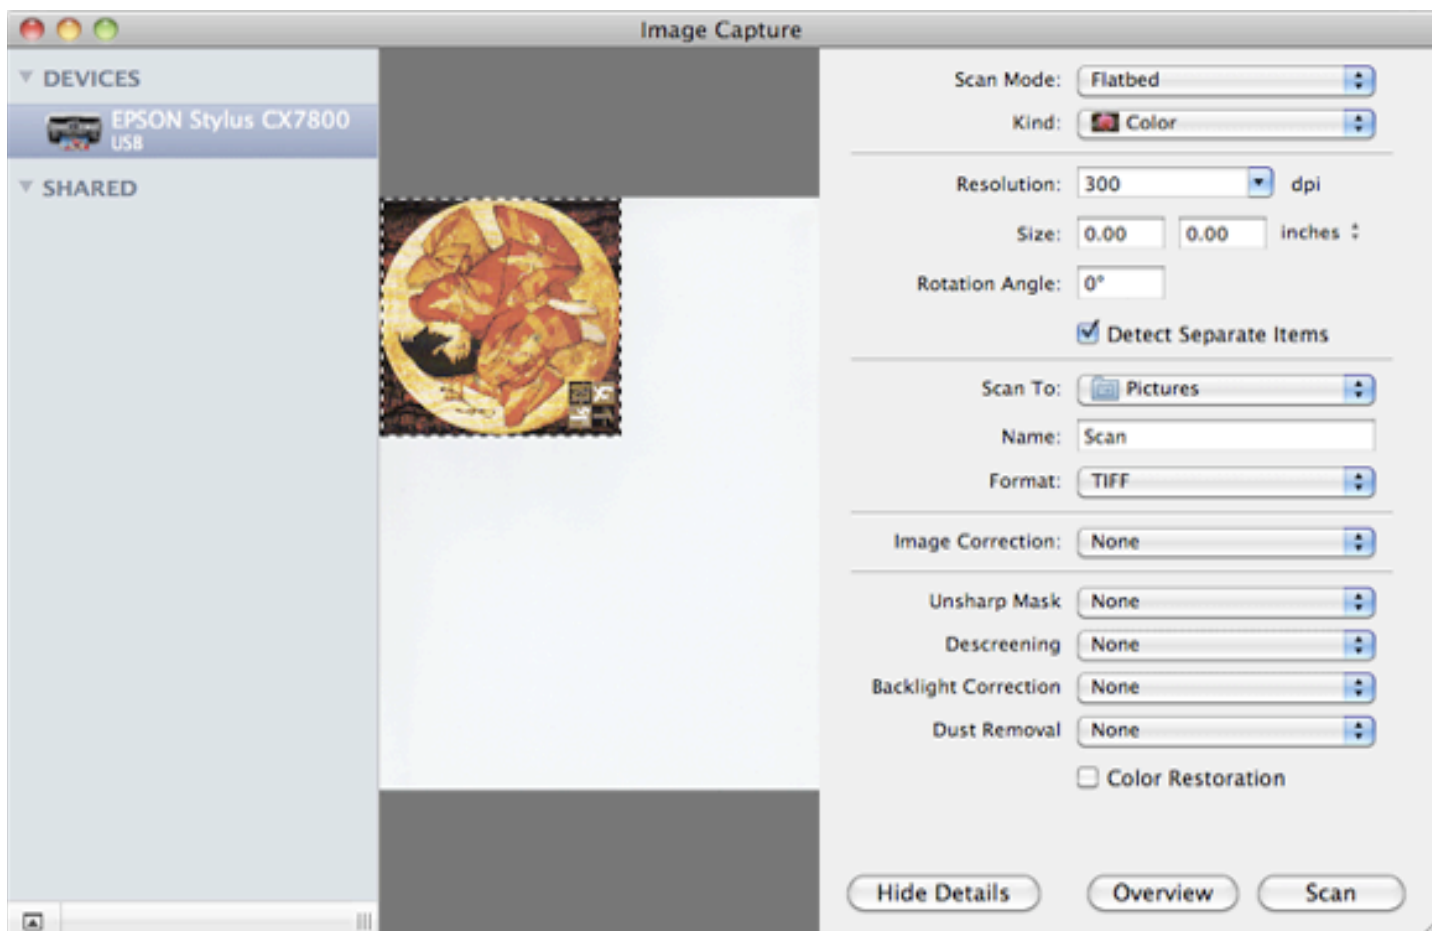 Image Capture
DEVICES
EPSON Stylus CX7800
USB
SHARED
Scan Mode: Flatbed
Kind: Color
Resolution: 300 dpi
Size: 0.00 0.00 inches
Rotation Angle: 0°
Detect Separate Items
Scan To: Pictures
Name: Scan
Format: TIFF
Image Correction: None
Unsharp Mask None
Descreening None
Backlight Correction None
Dust Removal None
Color Restoration
Hide Details Overview Scan